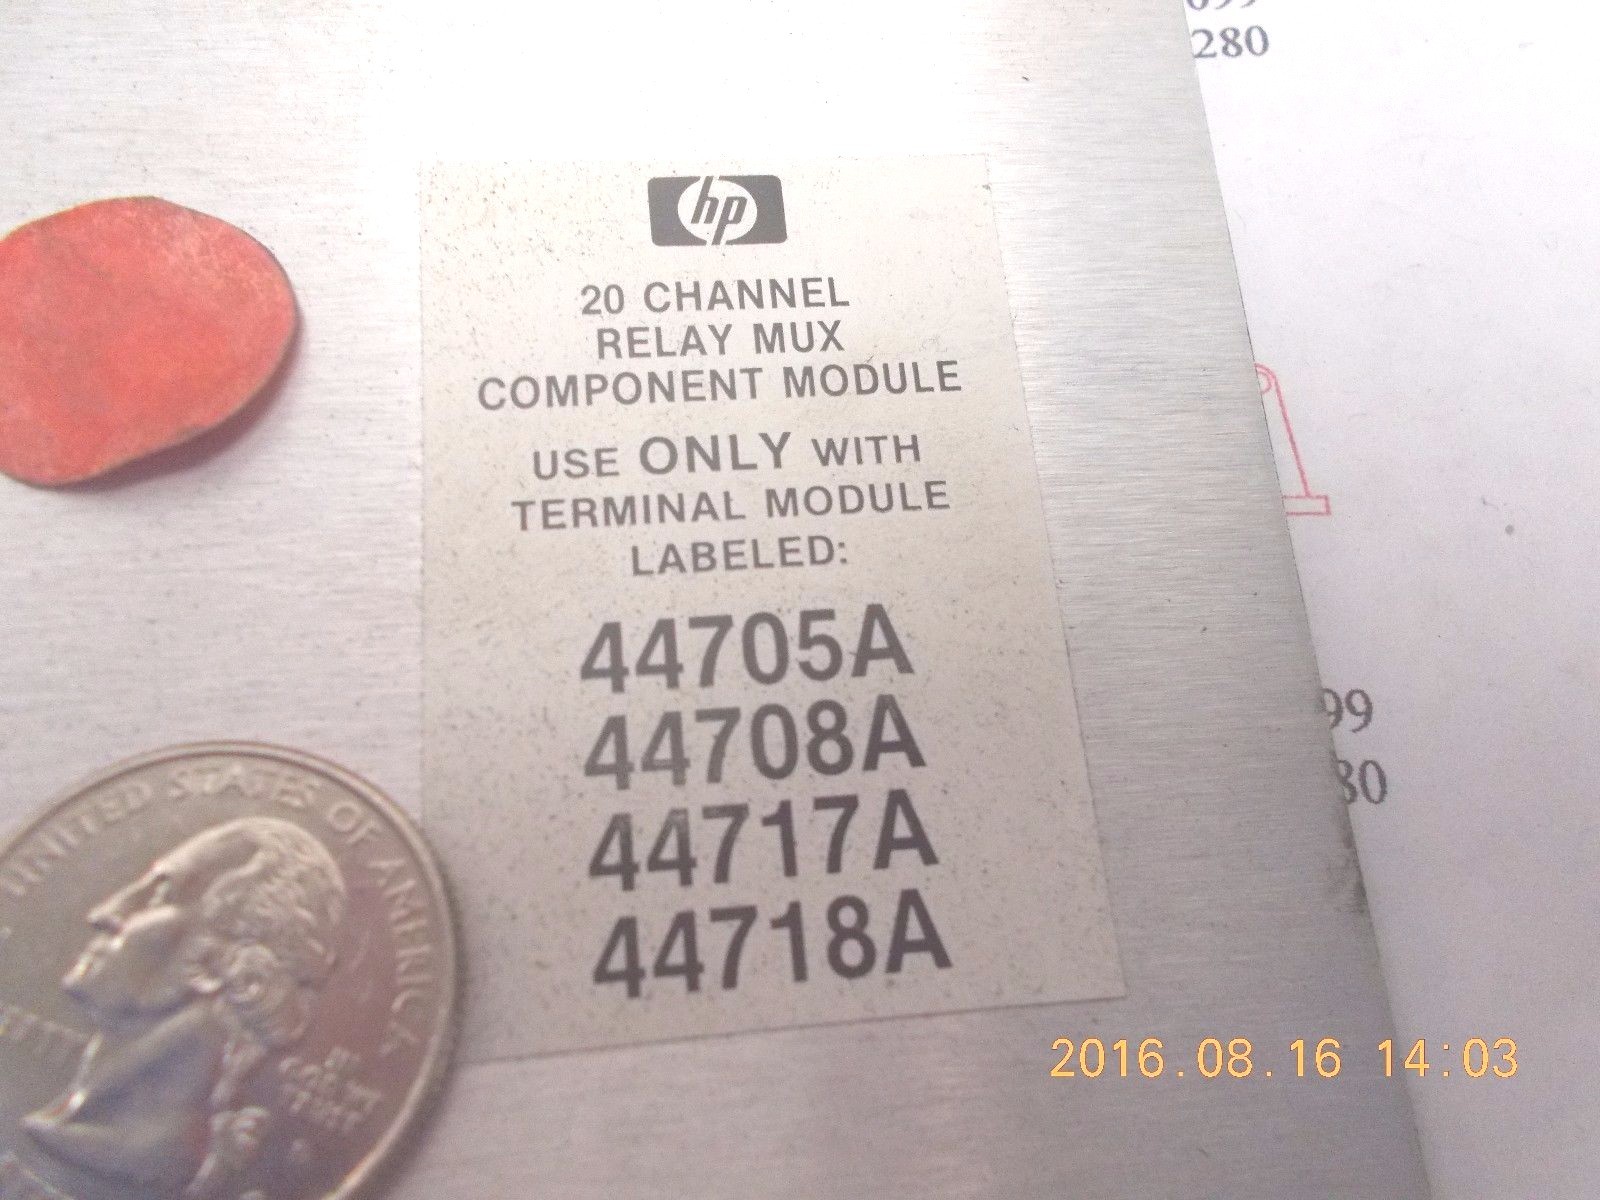 280
hp
20 CHANNEL
RELAY MUX
COMPONENT MODULE
USE ONLY WITH
TERMINAL MODULE
LABELED:
44705A
44708A
44717A
44718A
99
80
UNITED STATES OF AMERICA
2016.08.16 14:03